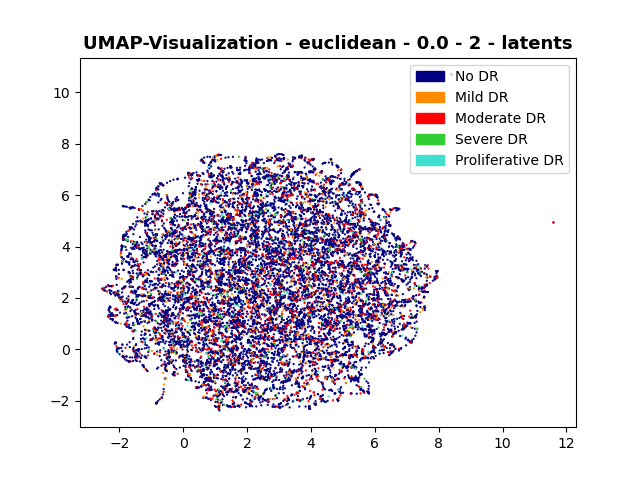 UMAP-Visualization - euclidean - 0.0 - 2 - latents
No DR
Mild DR
Moderate DR
Severe DR
Proliferative DR
10
8
6
4
2
0
−2
−2 0 2 4 6 8 10 12